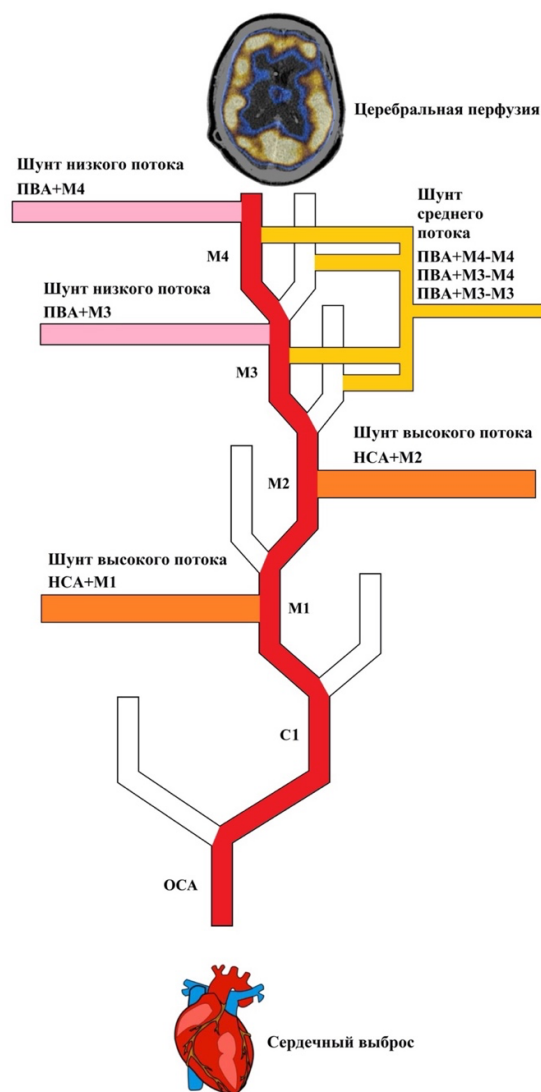 Церебральная перфузия
Шунт низкого потока
ПВА+М4
Шунт
среднего
потока
ПВА+М4-М4
ПВА+М3-М4
ПВА+М3-М3
М4
Шунт низкого потока
ПВА+М3
М3
Шунт высокого потока
НСА+М2
М2
Шунт высокого потока
НСА+М1
М1
С1
ОСА
Сердечный выброс